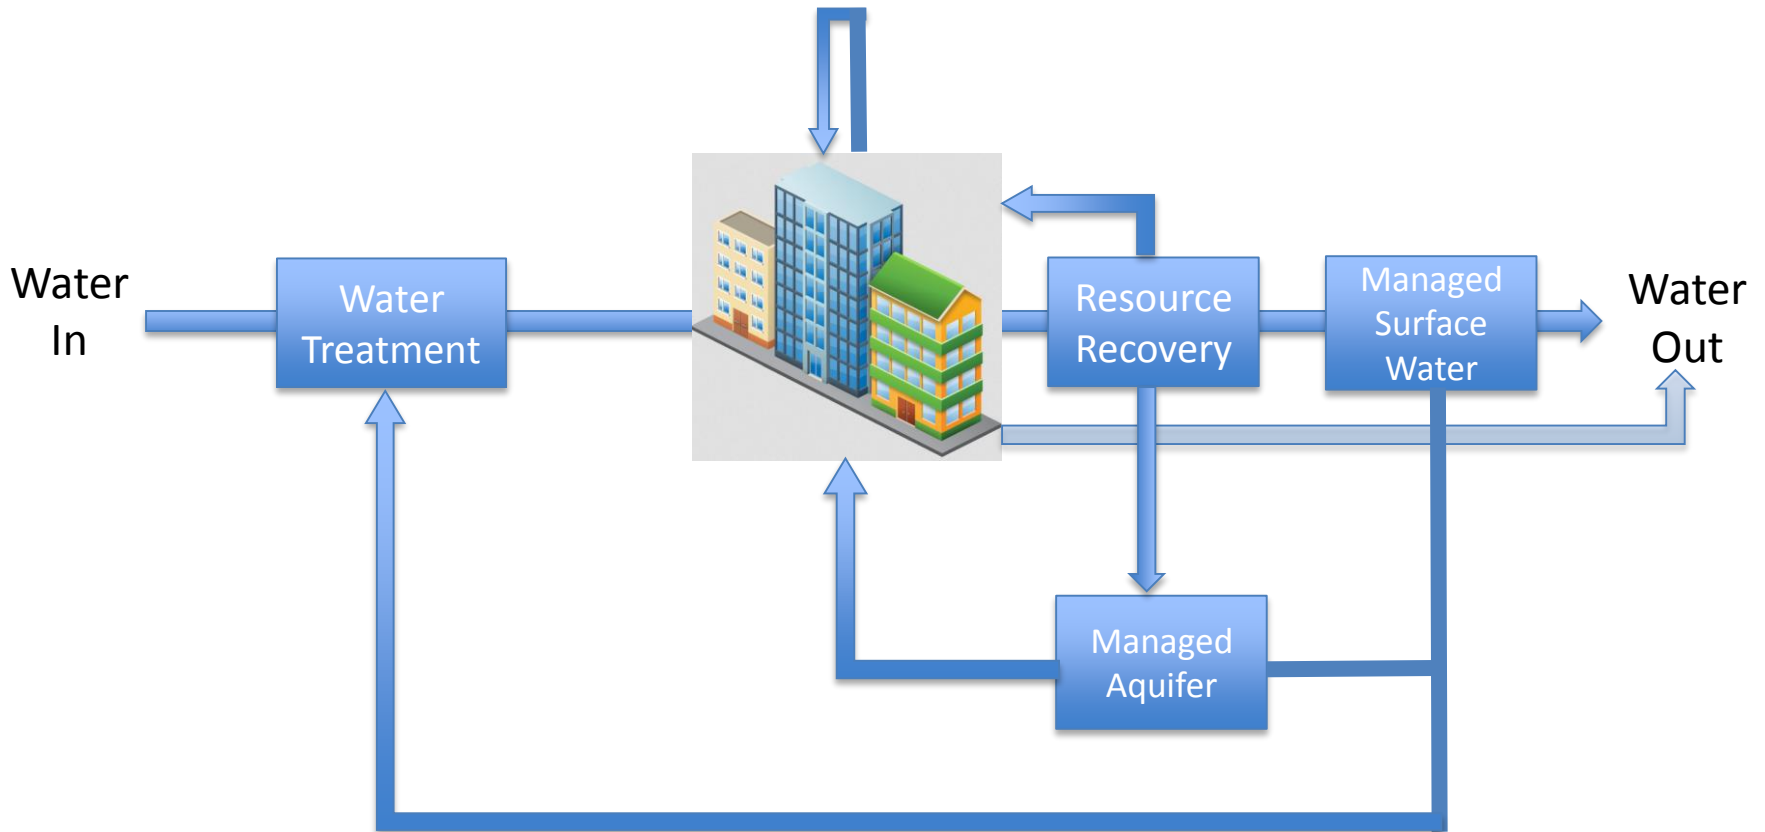 Water
In
Water
Treatment
Resource
Recovery
Managed
Surface
Water
Water
Out
Managed
Aquifer